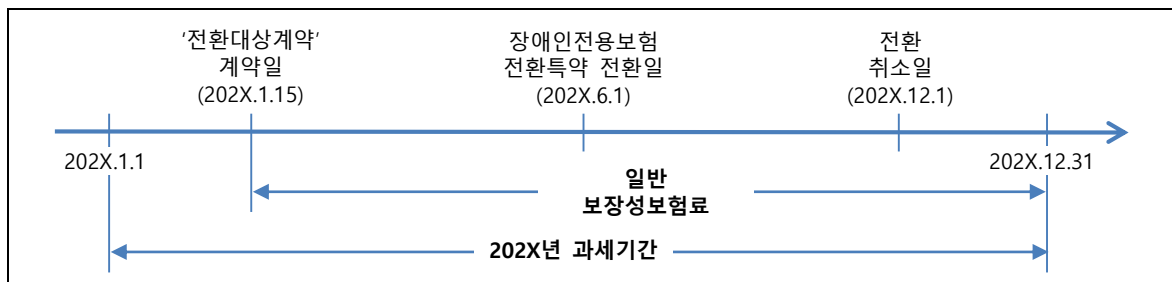 '전환대상계약'
계약일
(202X.1.15)
장애인전용보험
전환특약 전환일
(202X.6.1)
전환
취소일
(202X.12.1)
202X.1.1
202X.12.31
일반
보장성보험료
202X년 과세기간